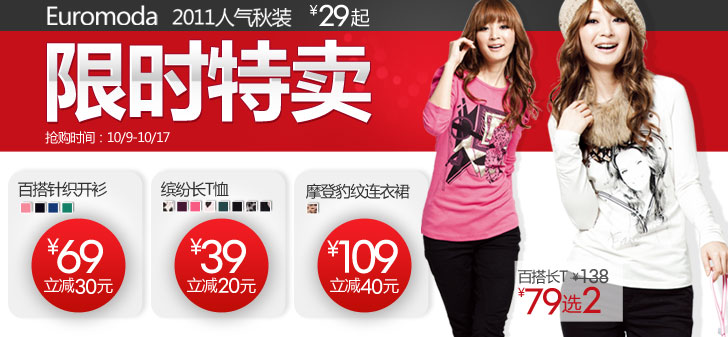 Euromoda 2011人气秋装 ¥29起
限时特卖
抢购时间：10/9-10/17
百搭针织开衫
¥69
立减30元
缤纷长T恤
¥39
立减20元
摩登豹纹连衣裙
¥109
立减40元
百搭长T ¥138
¥79选2